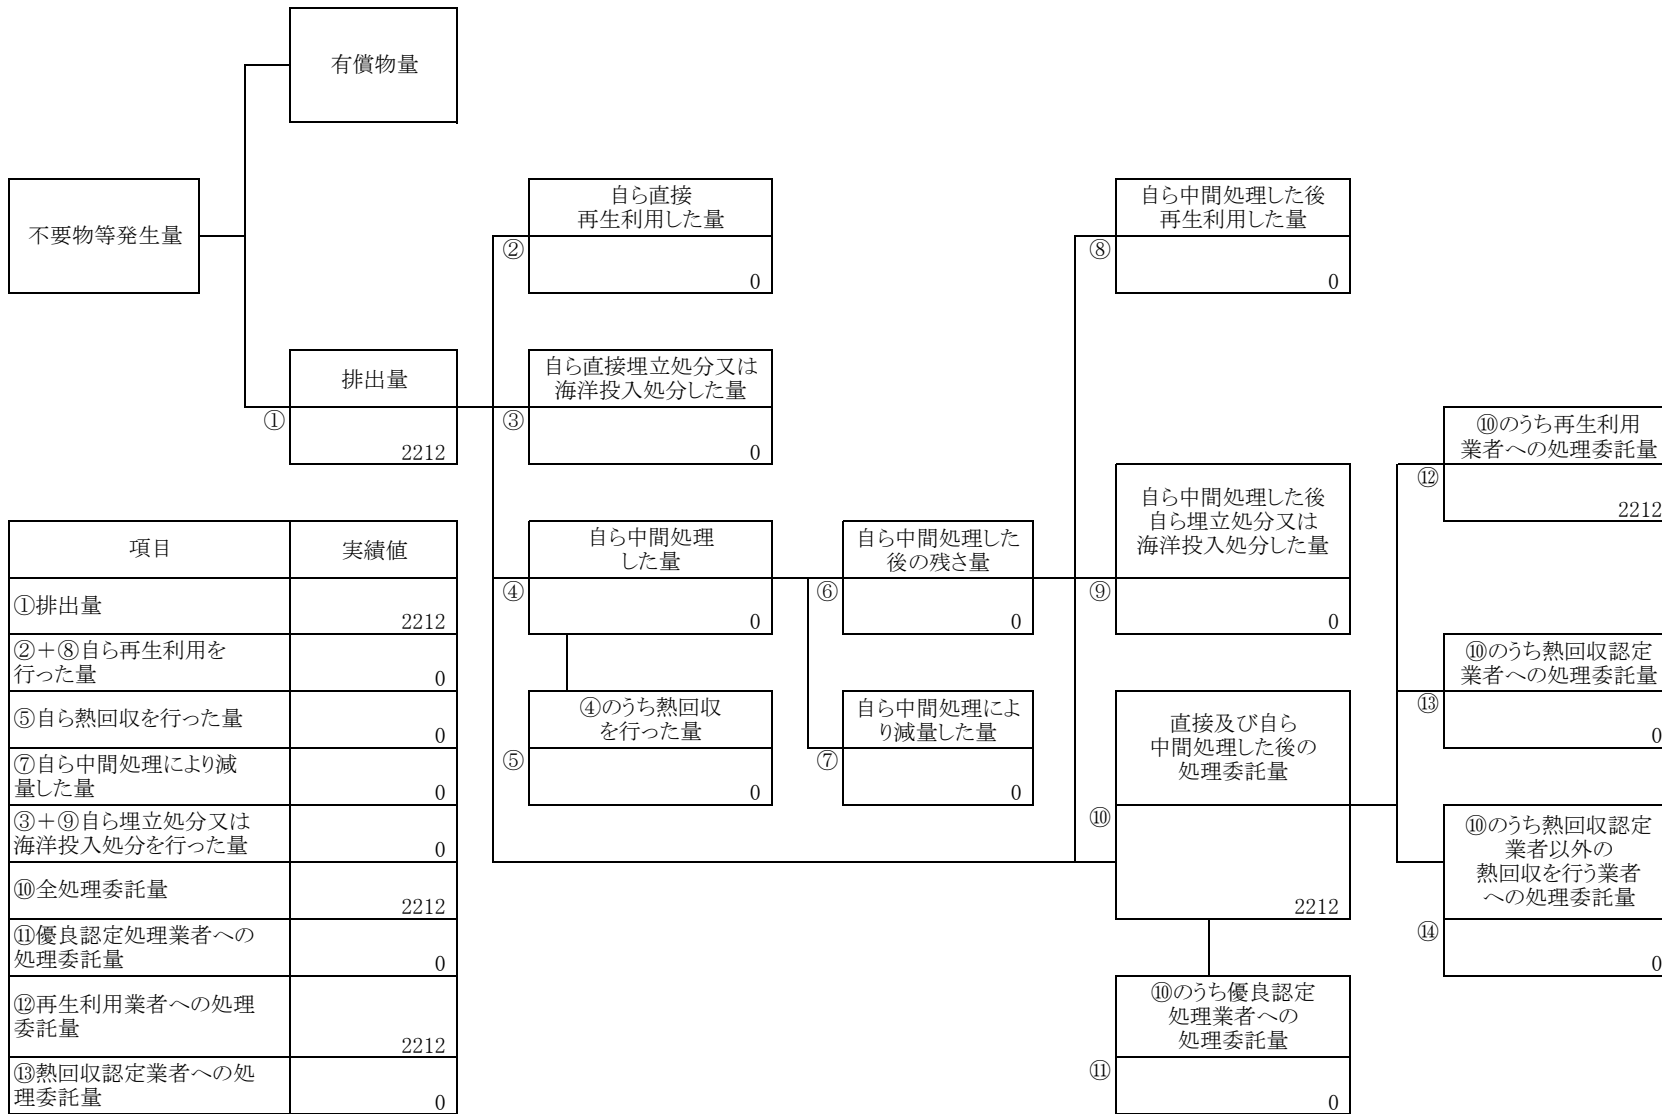 有償物量
不要物等発生量
自ら直接
再生利用した量
②
0
自ら中間処理した後
再生利用した量
⑧
0
排出量
①
2212
自ら直接埋立処分又は
海洋投入処分した量
③
0
⑩のうち再生利用
業者への処理委託量
⑫
2212
自ら中間処理
した量
④
0
自ら中間処理した
後の残さ量
⑥
0
自ら中間処理した後
自ら埋立処分又は
海洋投入処分した量
⑨
0
⑩のうち熱回収認定
業者への処理委託量
⑬
0
④のうち熱回収
を行った量
⑤
0
自ら中間処理によ
り減量した量
⑦
0
直接及び自ら
中間処理した後の
処理委託量
⑩
2212
⑩のうち熱回収認定
業者以外の
熱回収を行う業者
への処理委託量
⑭
0
⑩のうち優良認定
処理業者への
処理委託量
⑪
0
項目 実績値
①排出量 2212
②＋⑧自ら再生利用を
行った量 0
⑤自ら熱回収を行った量 0
⑦自ら中間処理により減
量した量 0
③＋⑨自ら埋立処分又は
海洋投入処分を行った量 0
⑩全処理委託量 2212
⑪優良認定処理業者への
処理委託量 0
⑫再生利用業者への処理
委託量 2212
⑬熱回収認定業者への処
理委託量 0